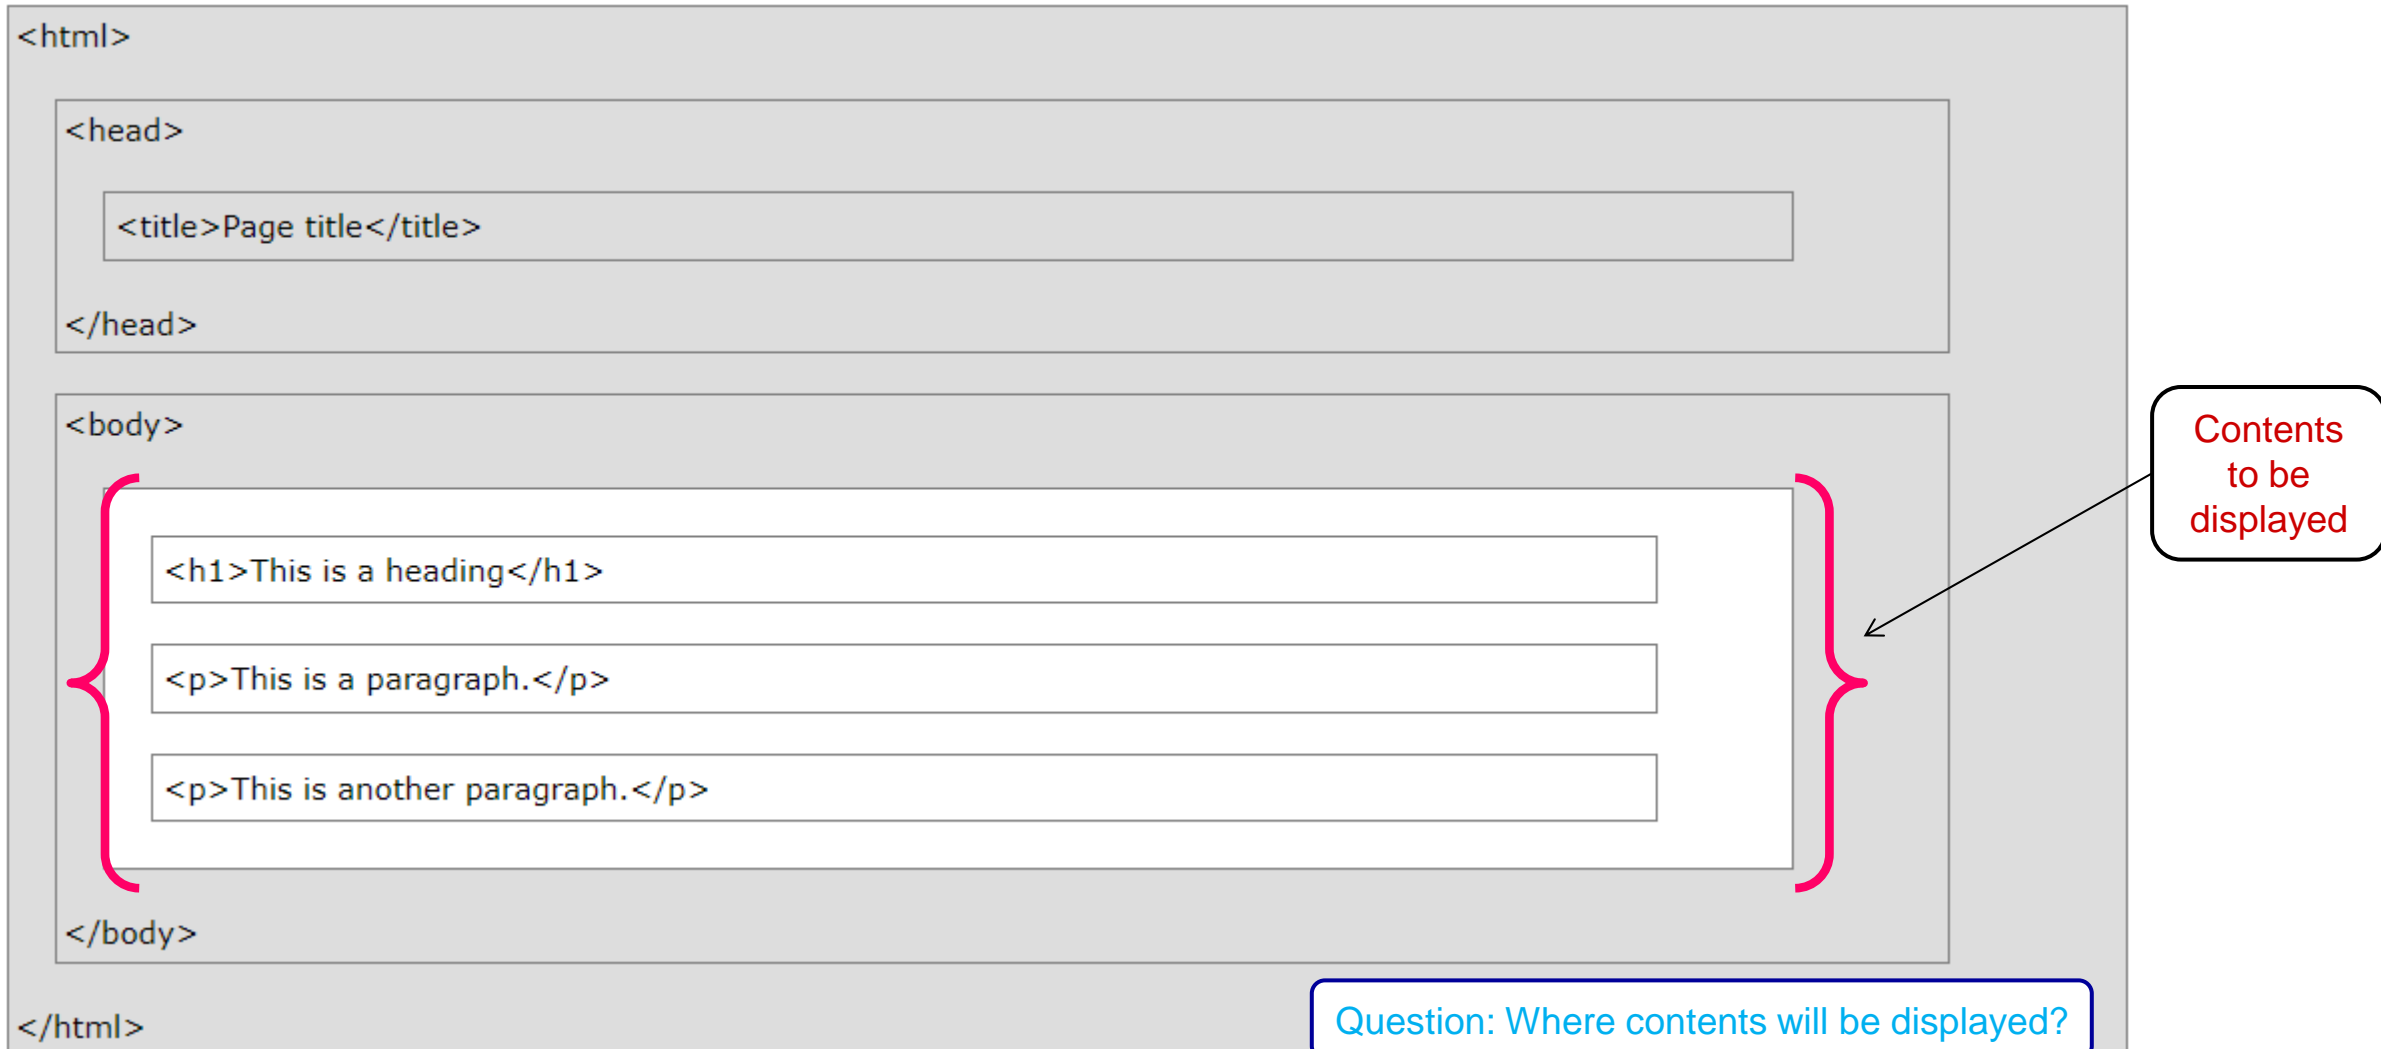 <html>
<head>
<title>Page title</title>
</head>
<body>
<h1>This is a heading</h1>
<p>This is a paragraph.</p>
<p>This is another paragraph.</p>
</body>
</html>
Contents
to be
displayed
Question: Where contents will be displayed?